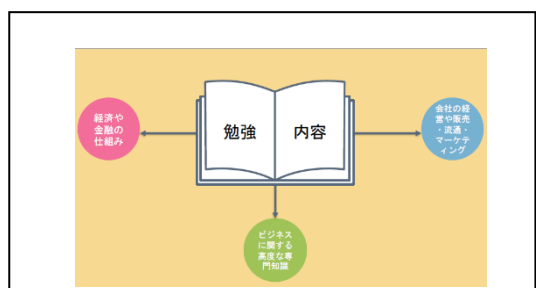 経済や
金融の
仕組み
勉強
内容
会社の経
営や販売
・流通・
マーケテ
ィング
ビジネス
に関する
高度な専
門知識